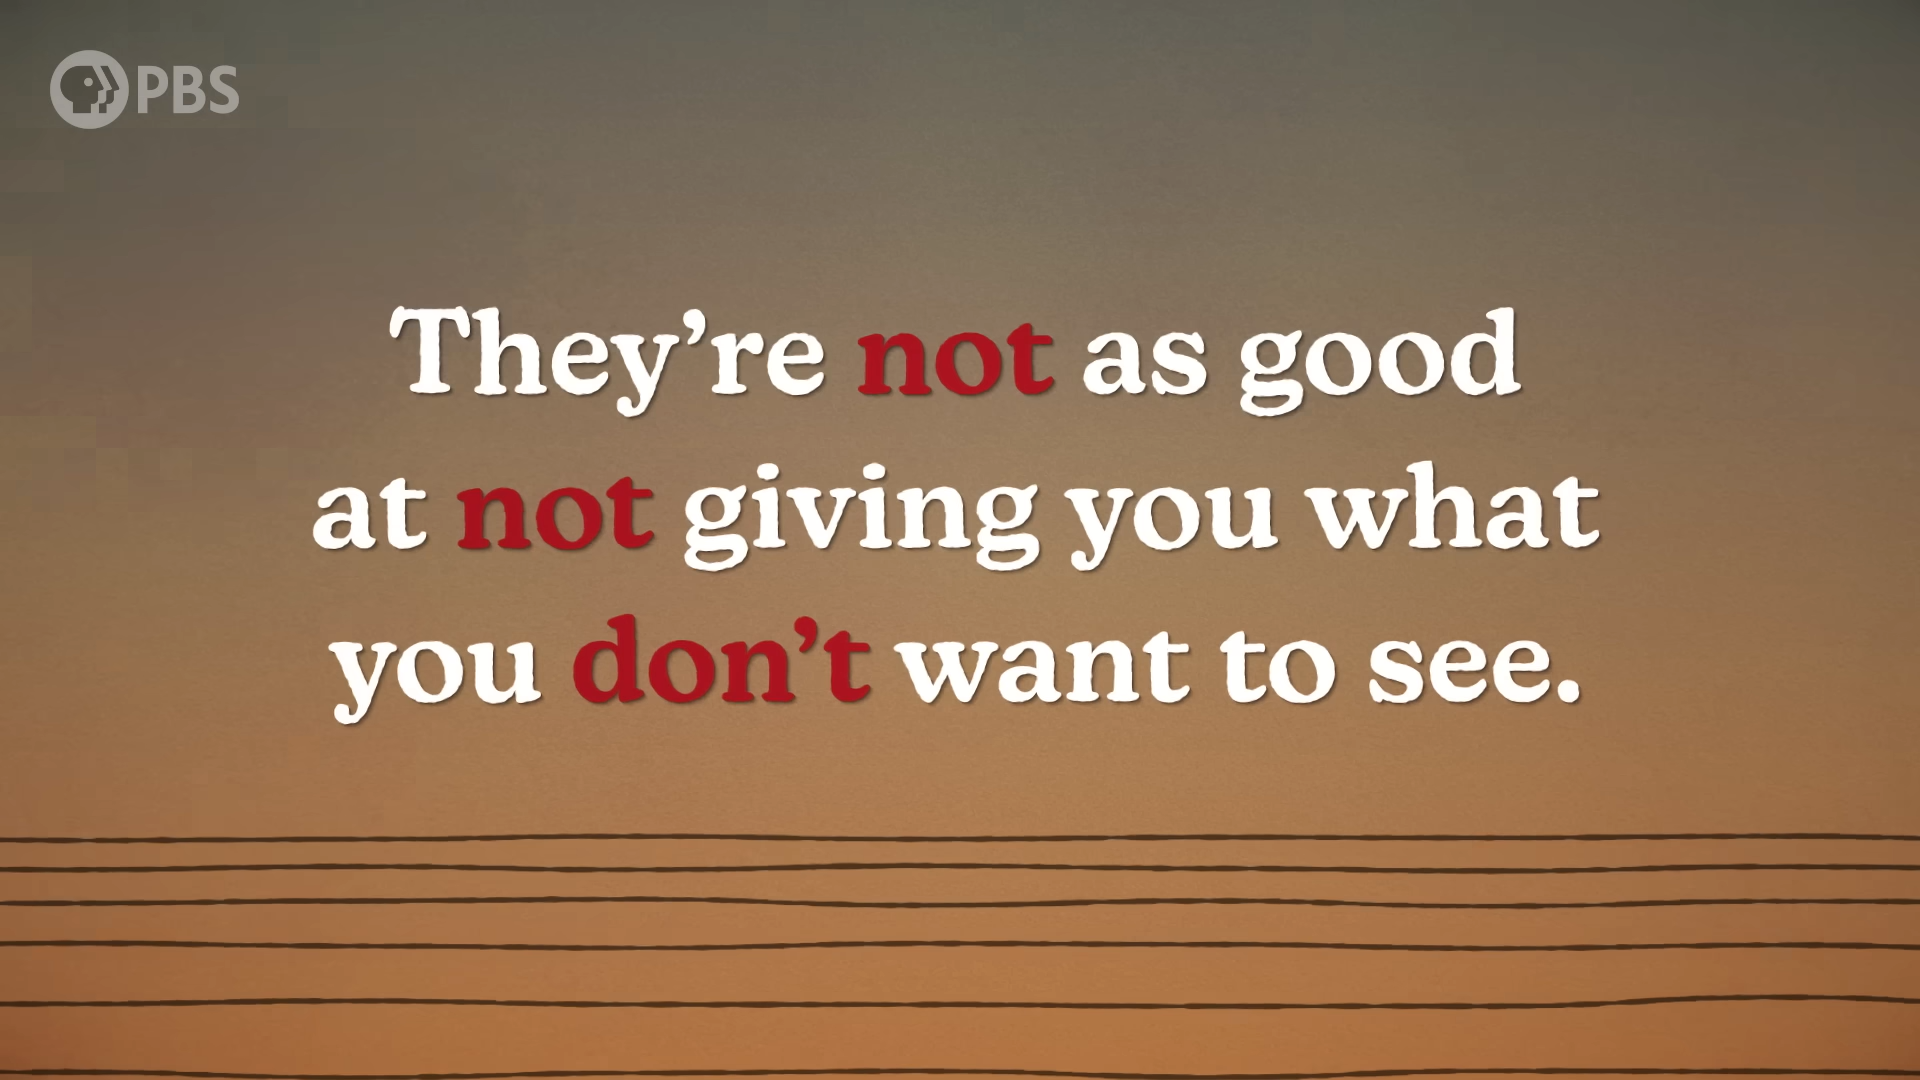 PBS
They’re not as good
at not giving you what
you don’t want to see.